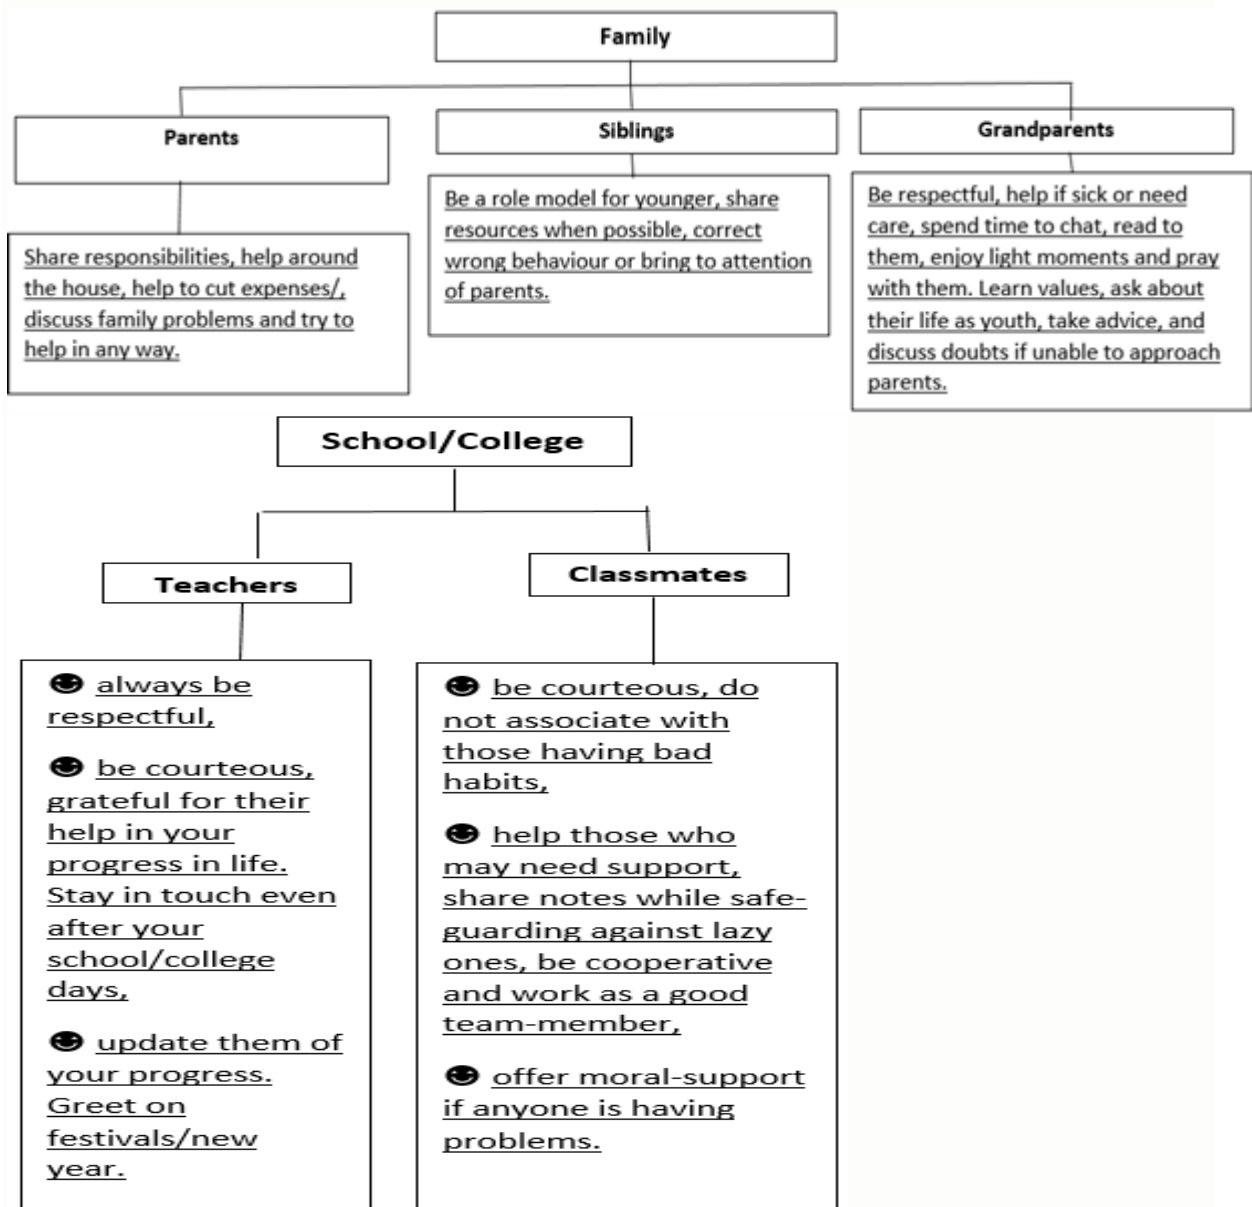 Family
Parents
Siblings
Grandparents
Share responsibilities, help around
the house, help to cut expenses/,
discuss family problems and try to
help in any way.
Be a role model for younger, share
resources when possible, correct
wrong behaviour or bring to attention
of parents.
Be respectful, help if sick or need
care, spend time to chat, read to
them, enjoy light moments and pray
with them. Learn values, ask about
their life as youth, take advice, and
discuss doubts if unable to approach
parents.
School/College
Teachers
Classmates
☻ always be
respectful,
☻ be courteous,
grateful for their
help in your
progress in life.
Stay in touch even
after your
school/college
days,
☻ update them of
your progress.
Greet on
festivals/new
year.
☻ be courteous, do
not associate with
those having bad
habits,
☻ help those who
may need support,
share notes while safe-
guarding against lazy
ones, be cooperative
and work as a good
team-member,
☻ offer moral-support
if anyone is having
problems.